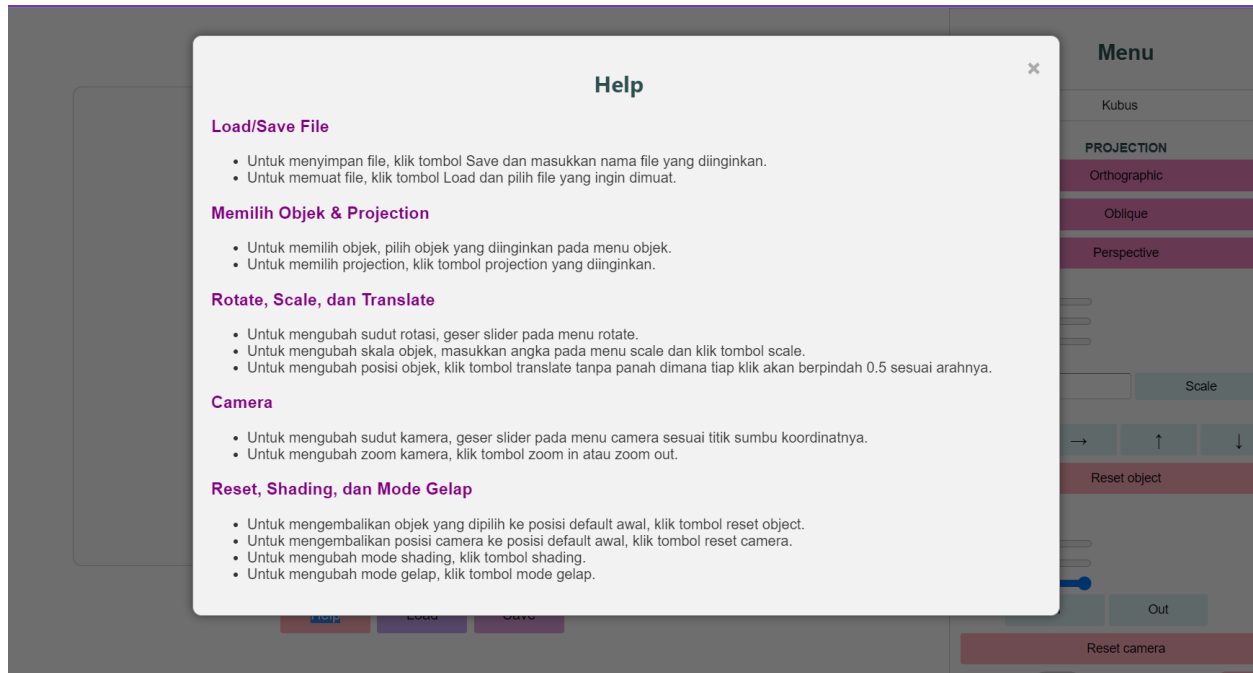 Help
×
Load/Save File
• Untuk menyimpan file, klik tombol Save dan masukkan nama file yang diinginkan.
• Untuk memuat file, klik tombol Load dan pilih file yang ingin dimuat.
Memilih Objek & Projection
• Untuk memilih objek, pilih objek yang diinginkan pada menu objek.
• Untuk memilih projection, klik tombol projection yang diinginkan.
Rotate, Scale, dan Translate
• Untuk mengubah sudut rotasi, geser slider pada menu rotate.
• Untuk mengubah skala objek, masukkan angka pada menu scale dan klik tombol scale.
• Untuk mengubah posisi objek, klik tombol translate tanpa panah dimana tiap klik akan berpindah 0.5 sesuai arahnya.
Camera
• Untuk mengubah sudut kamera, geser slider pada menu camera sesuai titik sumbu koordinatnya.
• Untuk mengubah zoom kamera, klik tombol zoom in atau zoom out.
Reset, Shading, dan Mode Gelap
• Untuk mengembalikan objek yang dipilih ke posisi default awal, klik tombol reset object.
• Untuk mengembalikan posisi camera ke posisi default awal, klik tombol reset camera.
• Untuk mengubah mode shading, klik tombol shading.
• Untuk mengubah mode gelap, klik tombol mode gelap.
Help Load Save
Menu
Kubus
PROJECTION
Orthographic
Oblique
Perspective
Scale
→ ↑ ↓
Reset object
Out
Reset camera